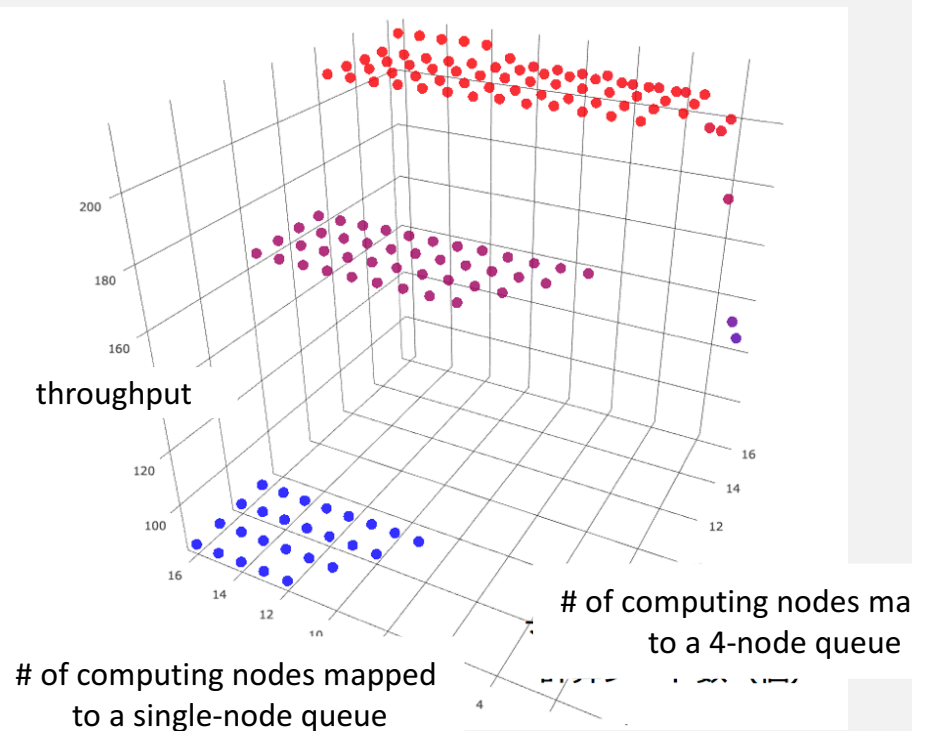 200
180
160
throughput
120
100
16
14
12
10
16
14
12
# of computing nodes ma
to a 4-node queue
4
# of computing nodes mapped
to a single-node queue